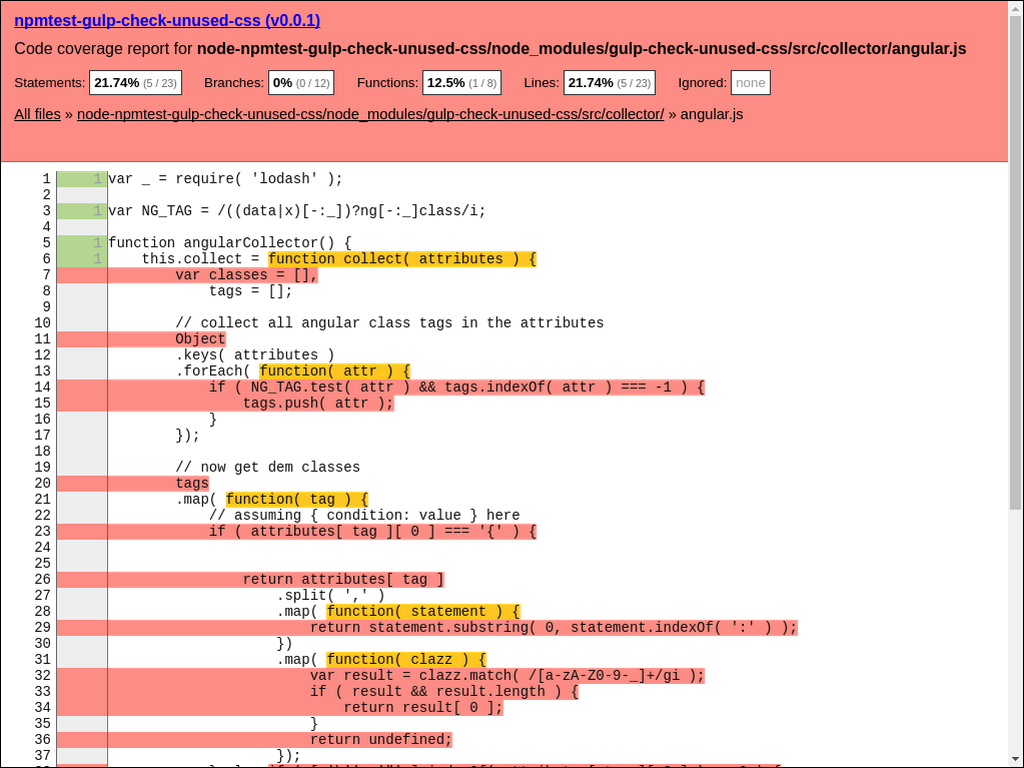 npmtest-gulp-check-unused-css (v0.0.1)
Code coverage report for node-npmtest-gulp-check-unused-css/node_modules/gulp-check-unused-css/src/collector/angular.js
Statements: 21.74% (5 / 23) Branches: 0% (0 / 12) Functions: 12.5% (1 / 8) Lines: 21.74% (5 / 23) Ignored: none
All files » node-npmtest-gulp-check-unused-css/node_modules/gulp-check-unused-css/src/collector/ » angular.js
1 1 var _ = require( 'lodash' );
2
3 1 var NG_TAG = /((data|x)[-:_])?ng[-:_]class/i;
4
5 1 function angularCollector() {
6 1     this.collect = function collect( attributes ) {
7         var classes = [],
8             tags = [];
9
10         // collect all angular class tags in the attributes
11         Object
12         .keys( attributes )
13         .forEach( function( attr ) {
14             if ( NG_TAG.test( attr ) && tags.indexOf( attr ) === -1 ) {
15                 tags.push( attr );
16             }
17         });
18
19         // now get dem classes
20         tags
21         .map( function( tag ) {
22             // assuming { condition: value } here
23             if ( attributes[ tag ][ 0 ] === '{' ) {
24
25
26                 return attributes[ tag ]
27                     .split( ',' )
28                     .map( function( statement ) {
29                         return statement.substring( 0, statement.indexOf( ':' ) );
30                     })
31                     .map( function( clazz ) {
32                         var result = clazz.match( /[a-zA-Z0-9-_]+/gi );
33                         if ( result && result.length ) {
34                             return result[ 0 ];
35                         }
36                         return undefined;
37                     });